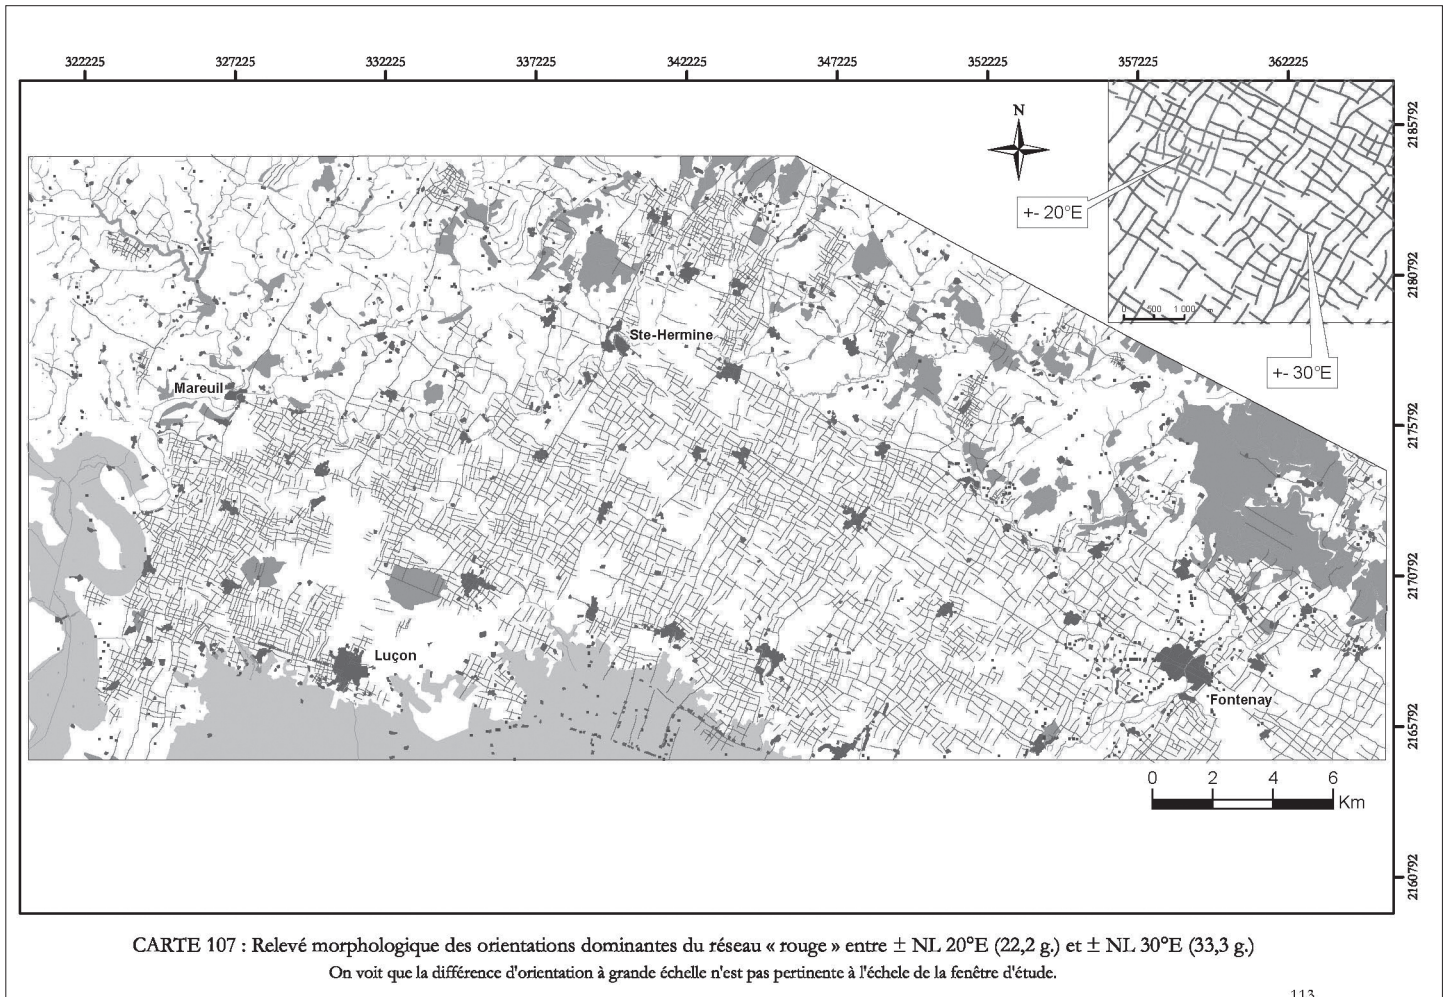 322225 327225 332225 337225 342225 347225 352225 357225 362225
N
2185792
+- 20°E
0 500 1 000 m
2180792
Ste-Hermine
+- 30°E
Mareuil
2175792
2170792
Luçon
Fontenay
2165792
0 2 4 6
Km
2160792
CARTE 107 : Relevé morphologique des orientations dominantes du réseau « rouge » entre ± NL 20°E (22,2 g.) et ± NL 30°E (33,3 g.)
On voit que la différence d'orientation à grande échelle n'est pas pertinente à l'échele de la fenêtre d'étude.
113